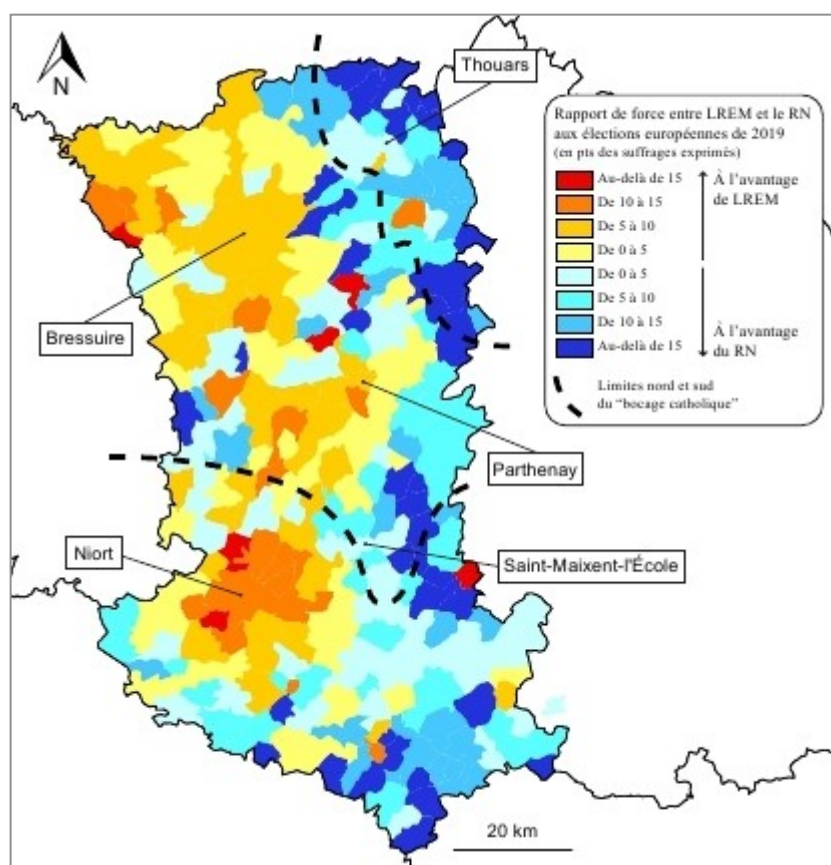 N
Thouars
Rapport de force entre LREM et le RN
aux élections européennes de 2019
(en pts des suffrages exprimés)
Au-delà de 15
De 10 à 15
De 5 à 10
De 0 à 5
De 0 à 5
De 5 à 10
De 10 à 15
Au-delà de 15
À l'avantage
de LREM
À l'avantage
du RN
Limites nord et sud
du "bocage catholique"
Bressuire
Parthenay
Niort
Saint-Maixent-l'École
20 km